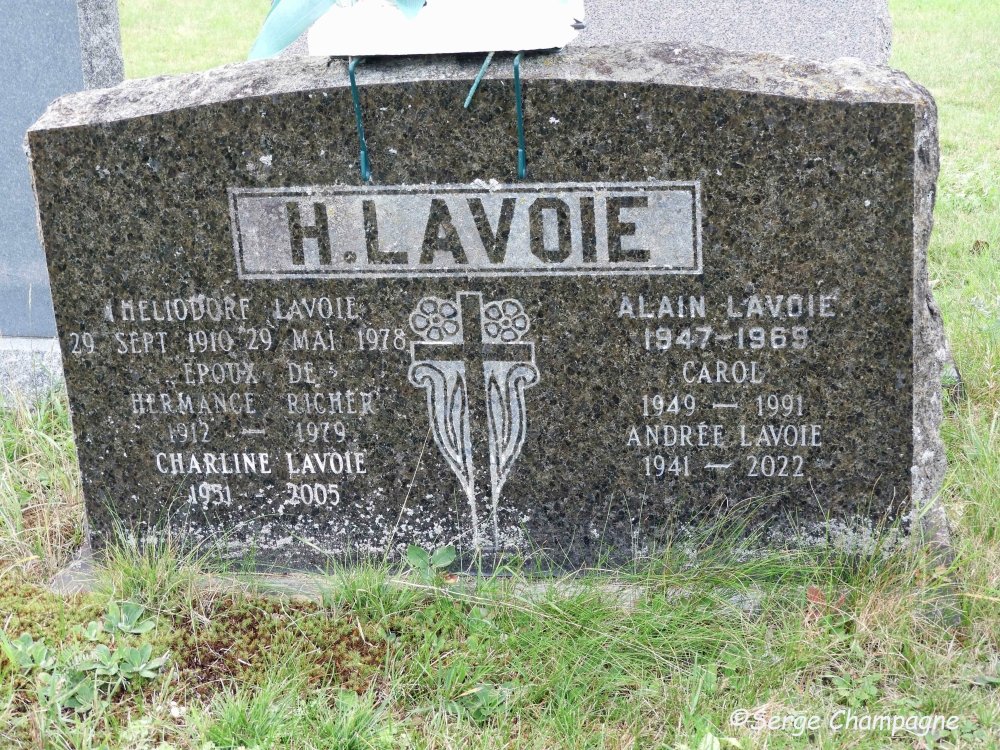 H. LAVOIE
HELIODORE LAVOIE
29 SEPT 1910 29 MAI 1978
EPOUX DE
HERMANCE RICHER
1912 - 1979
CHARLINE LAVOIE
1951 - 2005
ALAIN LAVOIE
1947-1969
CAROL
1949 - 1991
ANDRÉE LAVOIE
1941 - 2022
©Serge Champagne